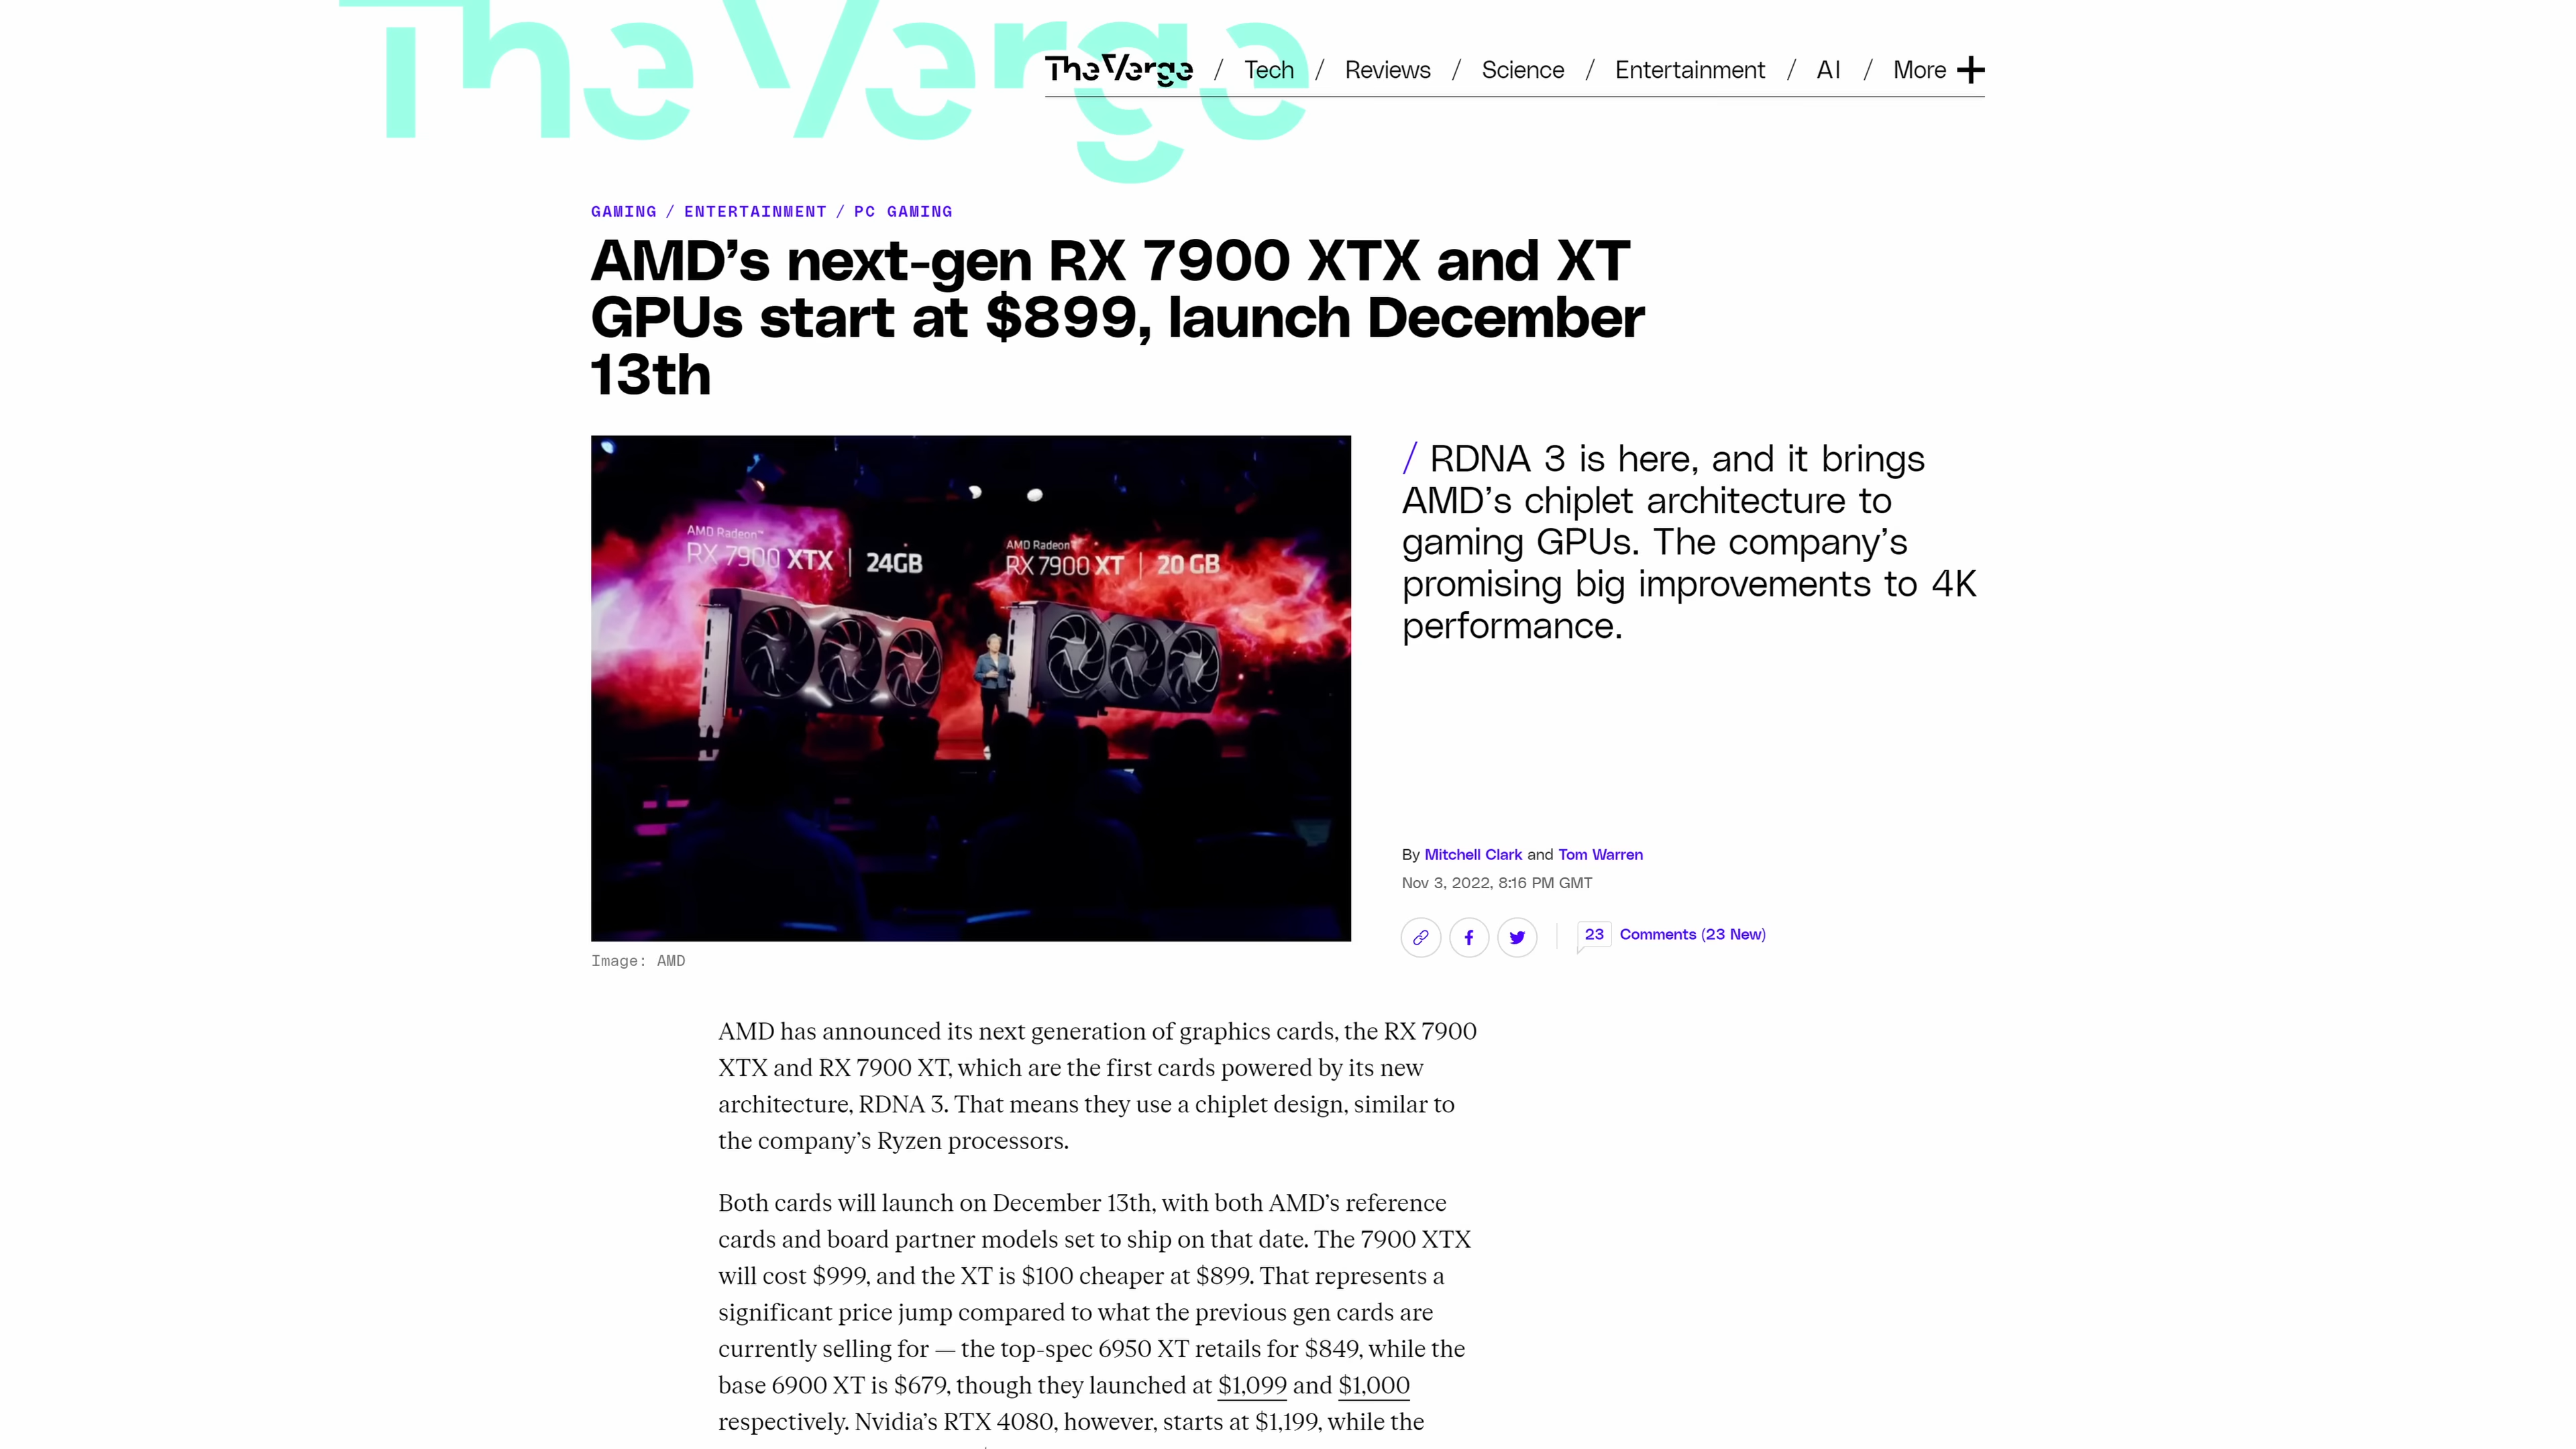 The Verge
The Verge / Tech / Reviews / Science / Entertainment / AI / More +
GAMING / ENTERTAINMENT / PC GAMING
AMD’s next-gen RX 7900 XTX and XT
GPUs start at $899, launch December
13th
AMD Radeon™
RX 7900 XTX | 24GB
AMD Radeon™
RX 7900 XT | 20 GB
/ RDNA 3 is here, and it brings
AMD’s chiplet architecture to
gaming GPUs. The company’s
promising big improvements to 4K
performance.
By Mitchell Clark and Tom Warren
Nov 3, 2022, 8:16 PM GMT
23 Comments (23 New)
Image: AMD
AMD has announced its next generation of graphics cards, the RX 7900
XTX and RX 7900 XT, which are the first cards powered by its new
architecture, RDNA 3. That means they use a chiplet design, similar to
the company’s Ryzen processors.
Both cards will launch on December 13th, with both AMD’s reference
cards and board partner models set to ship on that date. The 7900 XTX
will cost $999, and the XT is $100 cheaper at $899. That represents a
significant price jump compared to what the previous gen cards are
currently selling for — the top-spec 6950 XT retails for $849, while the
base 6900 XT is $679, though they launched at $1,099 and $1,000
respectively. Nvidia’s RTX 4080, however, starts at $1,199, while the